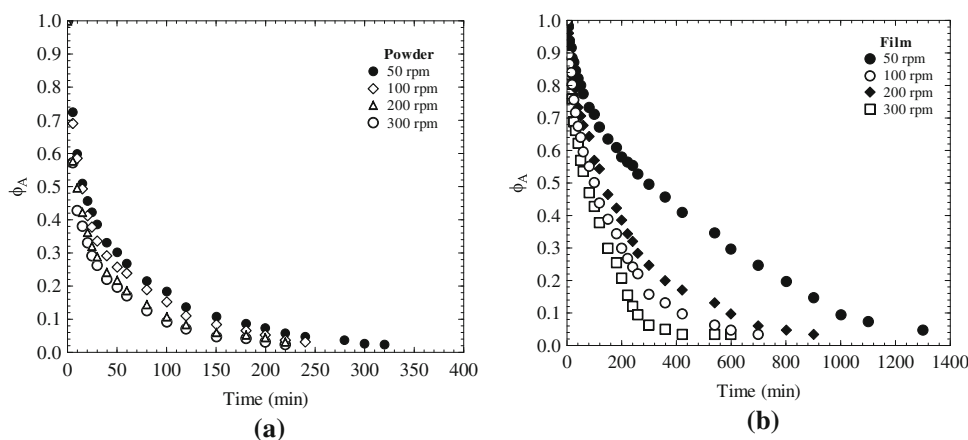 1.0
0.9
0.8
0.7
0.6
0.5
0.4
0.3
0.2
0.1
0.0
ϕA
Powder
50 rpm
100 rpm
200 rpm
300 rpm
0 50 100 150 200 250 300 350 400
Time (min)
(a)
1.0
0.9
0.8
0.7
0.6
0.5
0.4
0.3
0.2
0.1
0.0
ϕA
Film
50 rpm
100 rpm
200 rpm
300 rpm
0 200 400 600 800 1000 1200 1400
Time (min)
(b)